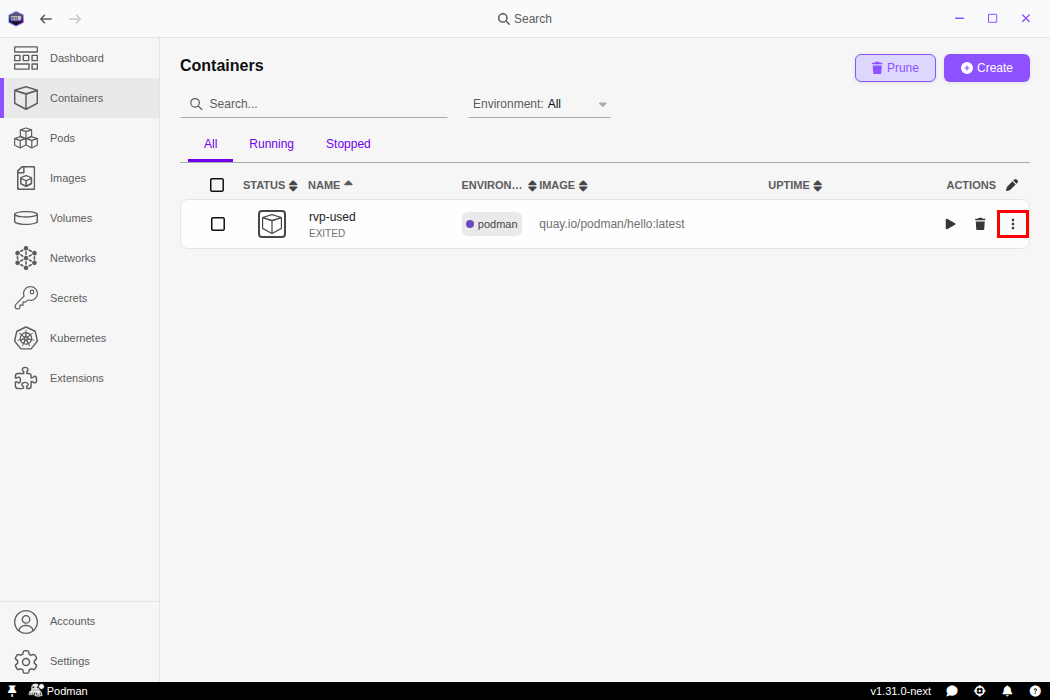 Search
Dashboard
Containers
Pods
Images
Volumes
Networks
Secrets
Kubernetes
Extensions
Accounts
Settings
Containers
Prune
Create
Search...
Environment: All
All Running Stopped
STATUS NAME ENVIRON... IMAGE UPTIME ACTIONS
rvp-used
EXITED
podman
quay.io/podman/hello:latest
Podman
v1.31.0-next